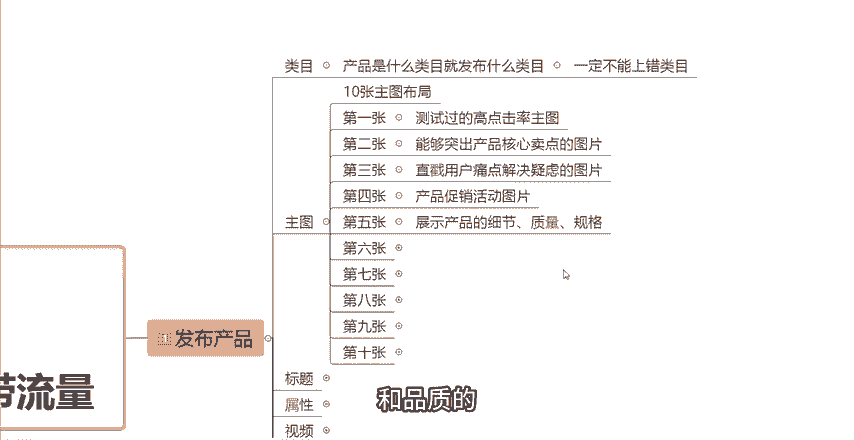 类目 产品是什么类目就发布什么类目 一定不能上错类目
10张主图布局
第一张 测试过的高点击率主图
第二张 能够突出产品核心卖点的图片
第三张 直戳用户痛点解决疑虑的图片
第四张 产品促销活动图片
主图 第五张 展示产品的细节、质量、规格
第六张
第七张
第八张
第九张
1 发布产品
第十张
标题
带流量
属性
和品质的
视频